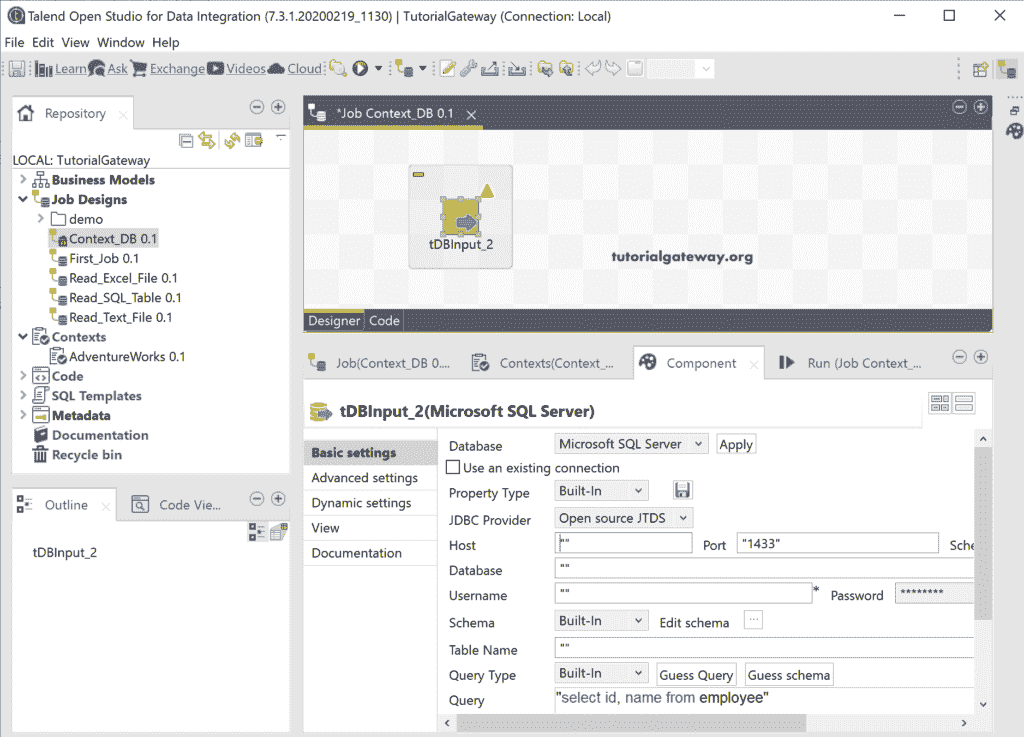 Talend Open Studio for Data Integration (7.3.1.20200219_1130) | TutorialGateway (Connection: Local)
File Edit View Window Help
Learn Ask Exchange Videos Cloud
Repository
LOCAL: TutorialGateway
Business Models
Job Designs
demo
Context_DB 0.1
First_Job 0.1
Read_Excel_File 0.1
Read_SQL_Table 0.1
Read_Text_File 0.1
Contexts
AdventureWorks 0.1
Code
SQL Templates
Metadata
Documentation
Recycle bin
Outline Code Vie...
tDBInput_2
*Job Context_DB 0.1
tDBInput_2
tutorialgateway.org
Designer Code
Job(Context_DB 0.... Contexts(Context_... Component Run (Job Context_...
tDBInput_2(Microsoft SQL Server)
Basic settings
Advanced settings
Dynamic settings
View
Documentation
Database Microsoft SQL Server Apply
Use an existing connection
Property Type Built-In
JDBC Provider Open source JTDS
Host "" Port "1433" Sche
Database ""
Username "" * Password ********
Schema Built-In Edit schema ...
Table Name ""
Query Type Built-In Guess Query Guess schema
Query "select id, name from employee"